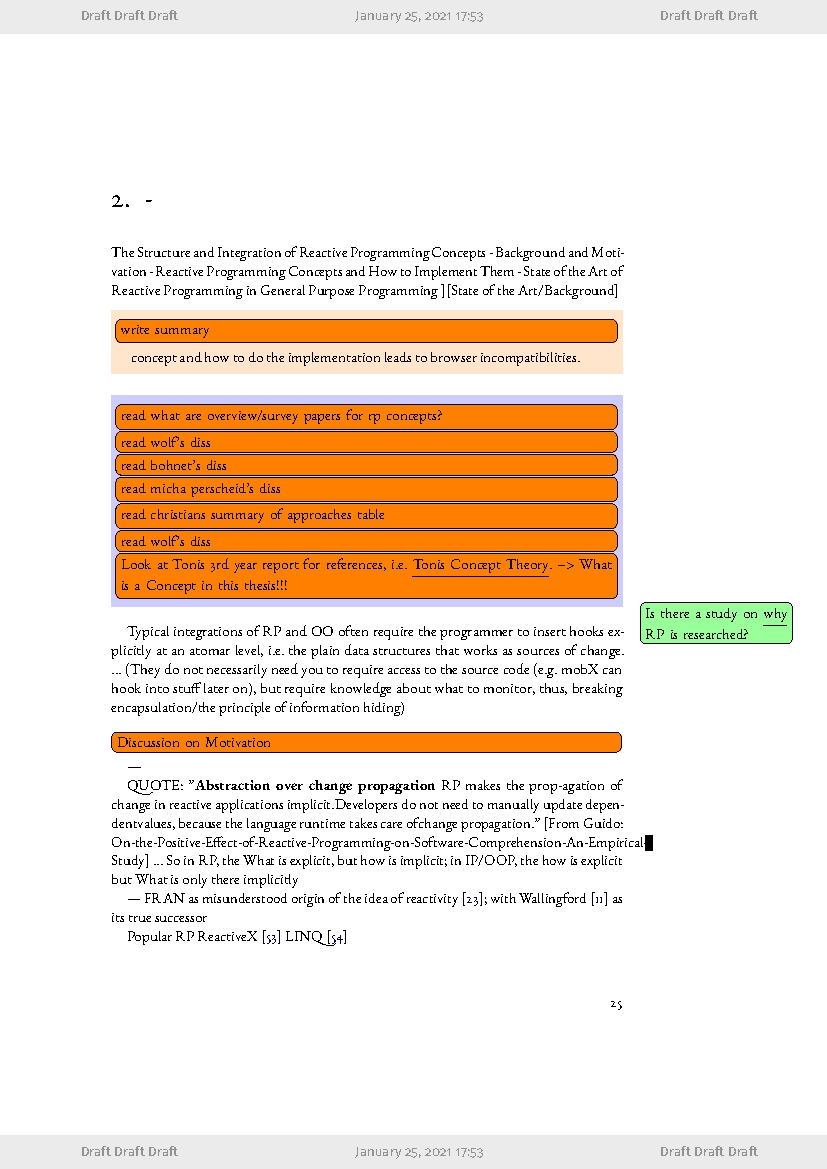 Draft Draft Draft January 25, 2021 17:53 Draft Draft Draft
2. -
The Structure and Integration of Reactive Programming Concepts - Background and Moti-
vation - Reactive Programming Concepts and How to Implement Them - State of the Art of
Reactive Programming in General Purpose Programming ] [State of the Art/Background]
write summary
concept and how to do the implementation leads to browser incompatibilities.
read what are overview/survey papers for rp concepts?
read wolf's diss
read bohnet's diss
read micha perscheid's diss
read christians summary of approaches table
read wolf's diss
Look at Tonis 3rd year report for references, i.e. Tonis Concept Theory. –> What
is a Concept in this thesis!!!
Is there a study on why
RP is researched?
Typical integrations of RP and OO often require the programmer to insert hooks ex-
plicitly at an atomar level, i.e. the plain data structures that works as sources of change.
... (They do not necessarily need you to require access to the source code (e.g. mobX can
hook into stuff later on), but require knowledge about what to monitor, thus, breaking
encapsulation/the principle of information hiding)
Discussion on Motivation
—
QUOTE: ”Abstraction over change propagation RP makes the prop-agation of
change in reactive applications implicit.Developers do not need to manually update depen-
dentvalues, because the language runtime takes care ofchange propagation.” [From Guido:
On-the-Positive-Effect-of-Reactive-Programming-on-Software-Comprehension-An-Empirical-
Study] ... So in RP, the What is explicit, but how is implicit; in IP/OOP, the how is explicit
but What is only there implicitly
— FRAN as misunderstood origin of the idea of reactivity [23]; with Wallingford [11] as
its true successor
Popular RP ReactiveX [53] LINQ [54]
25
Draft Draft Draft January 25, 2021 17:53 Draft Draft Draft